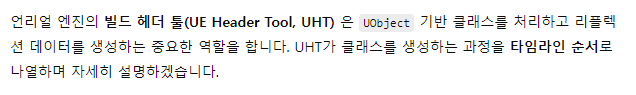 언리얼 엔진의 빌드 헤더 툴(UE Header Tool, UHT) 은 UObject 기반 클래스를 처리하고 리플렉
션 데이터를 생성하는 중요한 역할을 합니다. UHT가 클래스를 생성하는 과정을 타임라인 순서로
나열하며 자세히 설명하겠습니다.